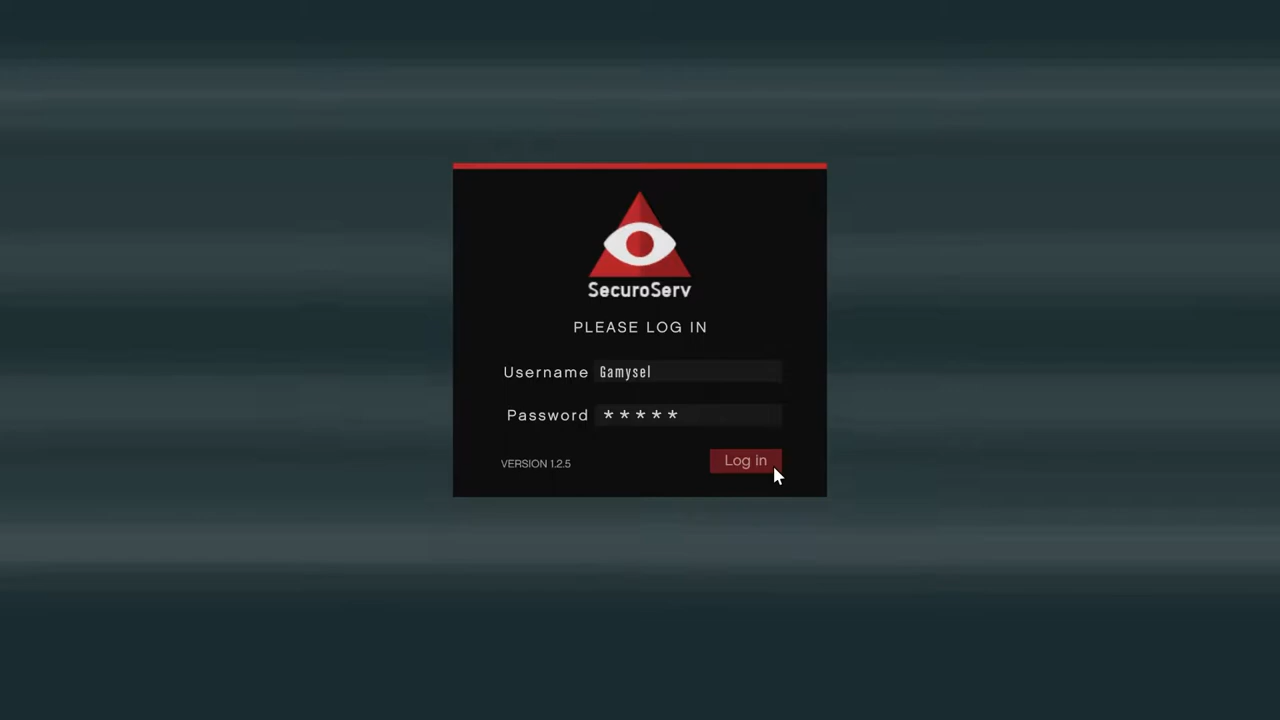 SecuroServ
PLEASE LOG IN
Username Gamysel
Password *****
VERSION 1.2.5 Log in